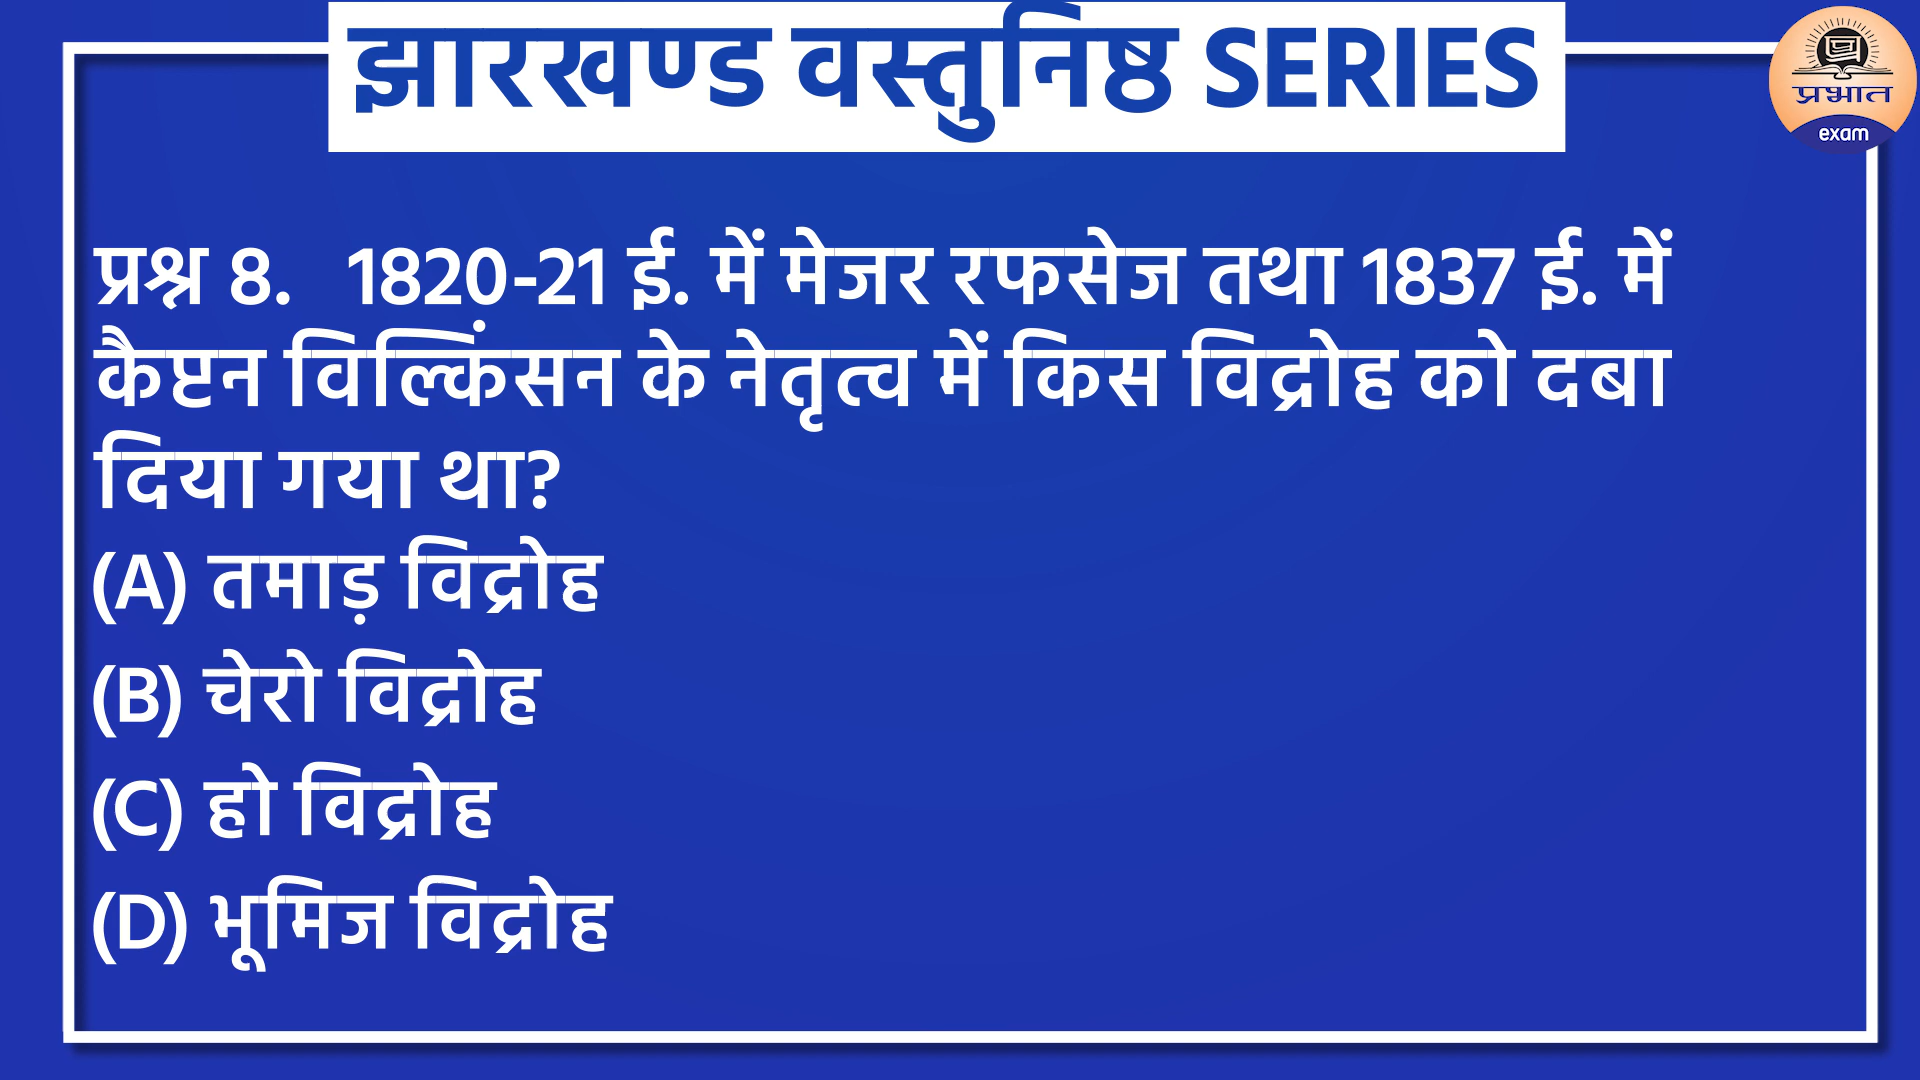 झारखण्ड वस्तुनिष्ठ SERIES
प्रभात
exam
प्रश्न 8. 1820-21 ई. में मेजर रफसेज तथा 1837 ई. में
कैप्टन विल्किंसन के नेतृत्व में किस विद्रोह को दबा
दिया गया था?
(A) तमाड़ विद्रोह
(B) चेरो विद्रोह
(C) हो विद्रोह
(D) भूमिज विद्रोह